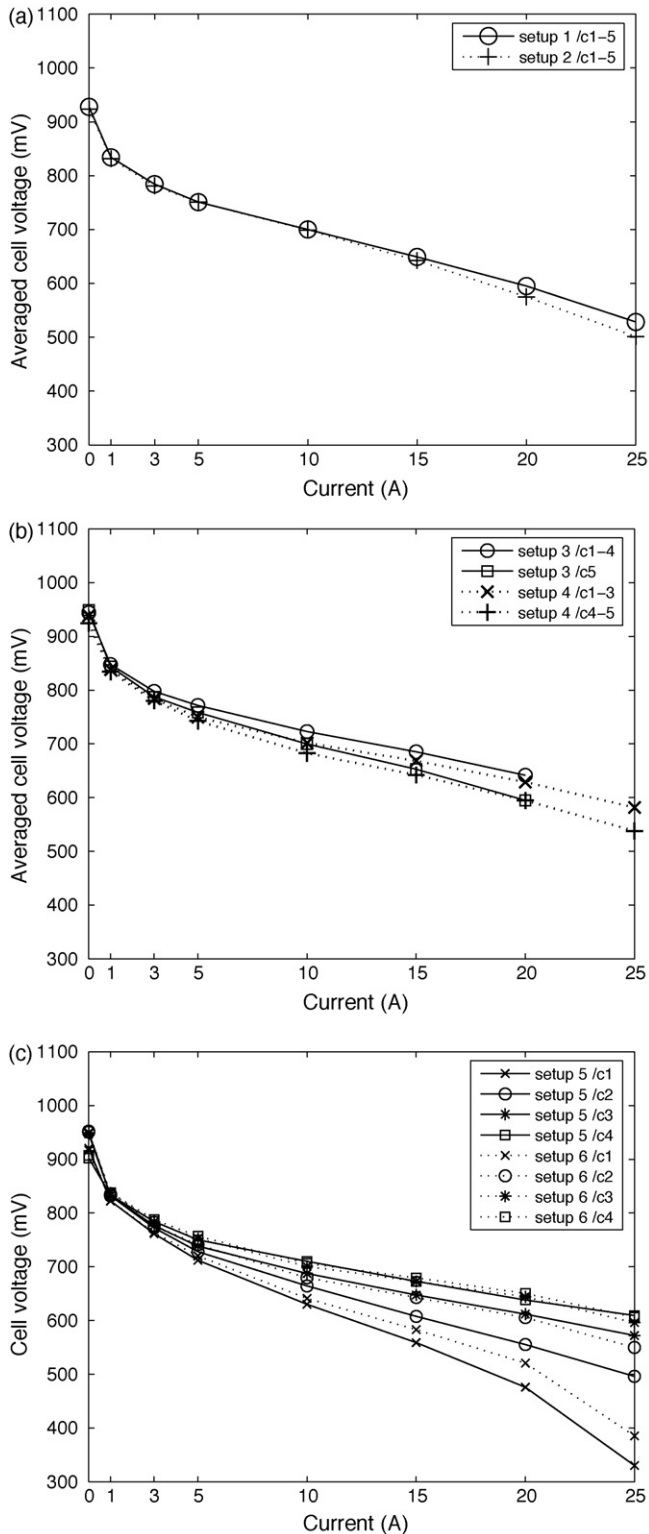 (a)
1100
1000
900
800
700
600
500
400
300
Averaged cell voltage (mV)
setup 1 /c1–5
setup 2 /c1–5
0 1 3 5 10 15 20 25
Current (A)
(b)
1100
1000
900
800
700
600
500
400
300
Averaged cell voltage (mV)
setup 3 /c1–4
setup 3 /c5
setup 4 /c1–3
setup 4 /c4–5
0 1 3 5 10 15 20 25
Current (A)
(c)
1100
1000
900
800
700
600
500
400
300
Cell voltage (mV)
setup 5 /c1
setup 5 /c2
setup 5 /c3
setup 5 /c4
setup 6 /c1
setup 6 /c2
setup 6 /c3
setup 6 /c4
0 1 3 5 10 15 20 25
Current (A)